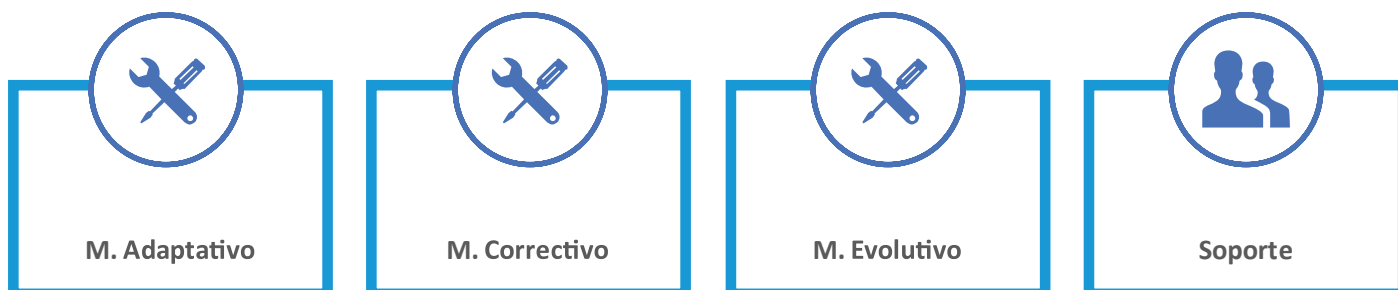 M. Adaptativo
M. Correctivo
M. Evolutivo
Soporte